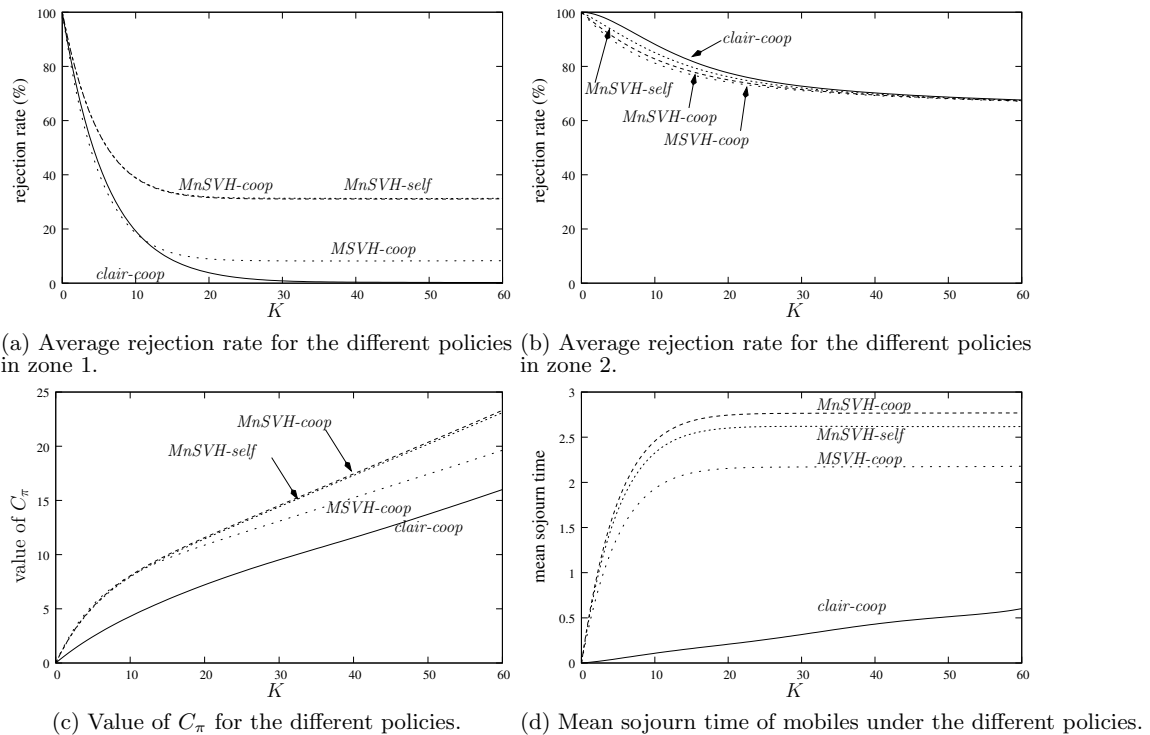 100
80
60
40
20
0
rejection rate (%)
MnSVH-coop
MnSVH-self
MSVH-coop
clair-coop
0 10 20 30 40 50 60
K
(a) Average rejection rate for the different policies
in zone 1.
100
80
60
40
20
0
rejection rate (%)
clair-coop
MnSVH-self
MnSVH-coop
MSVH-coop
0 10 20 30 40 50 60
K
(b) Average rejection rate for the different policies
in zone 2.
25
20
15
10
5
0
value of C_π
MnSVH-coop
MnSVH-self
MSVH-coop
clair-coop
0 10 20 30 40 50 60
K
(c) Value of C_π for the different policies.
3
2.5
2
1.5
1
0.5
0
mean sojourn time
MnSVH-coop
MnSVH-self
MSVH-coop
clair-coop
0 10 20 30 40 50 60
K
(d) Mean sojourn time of mobiles under the different policies.